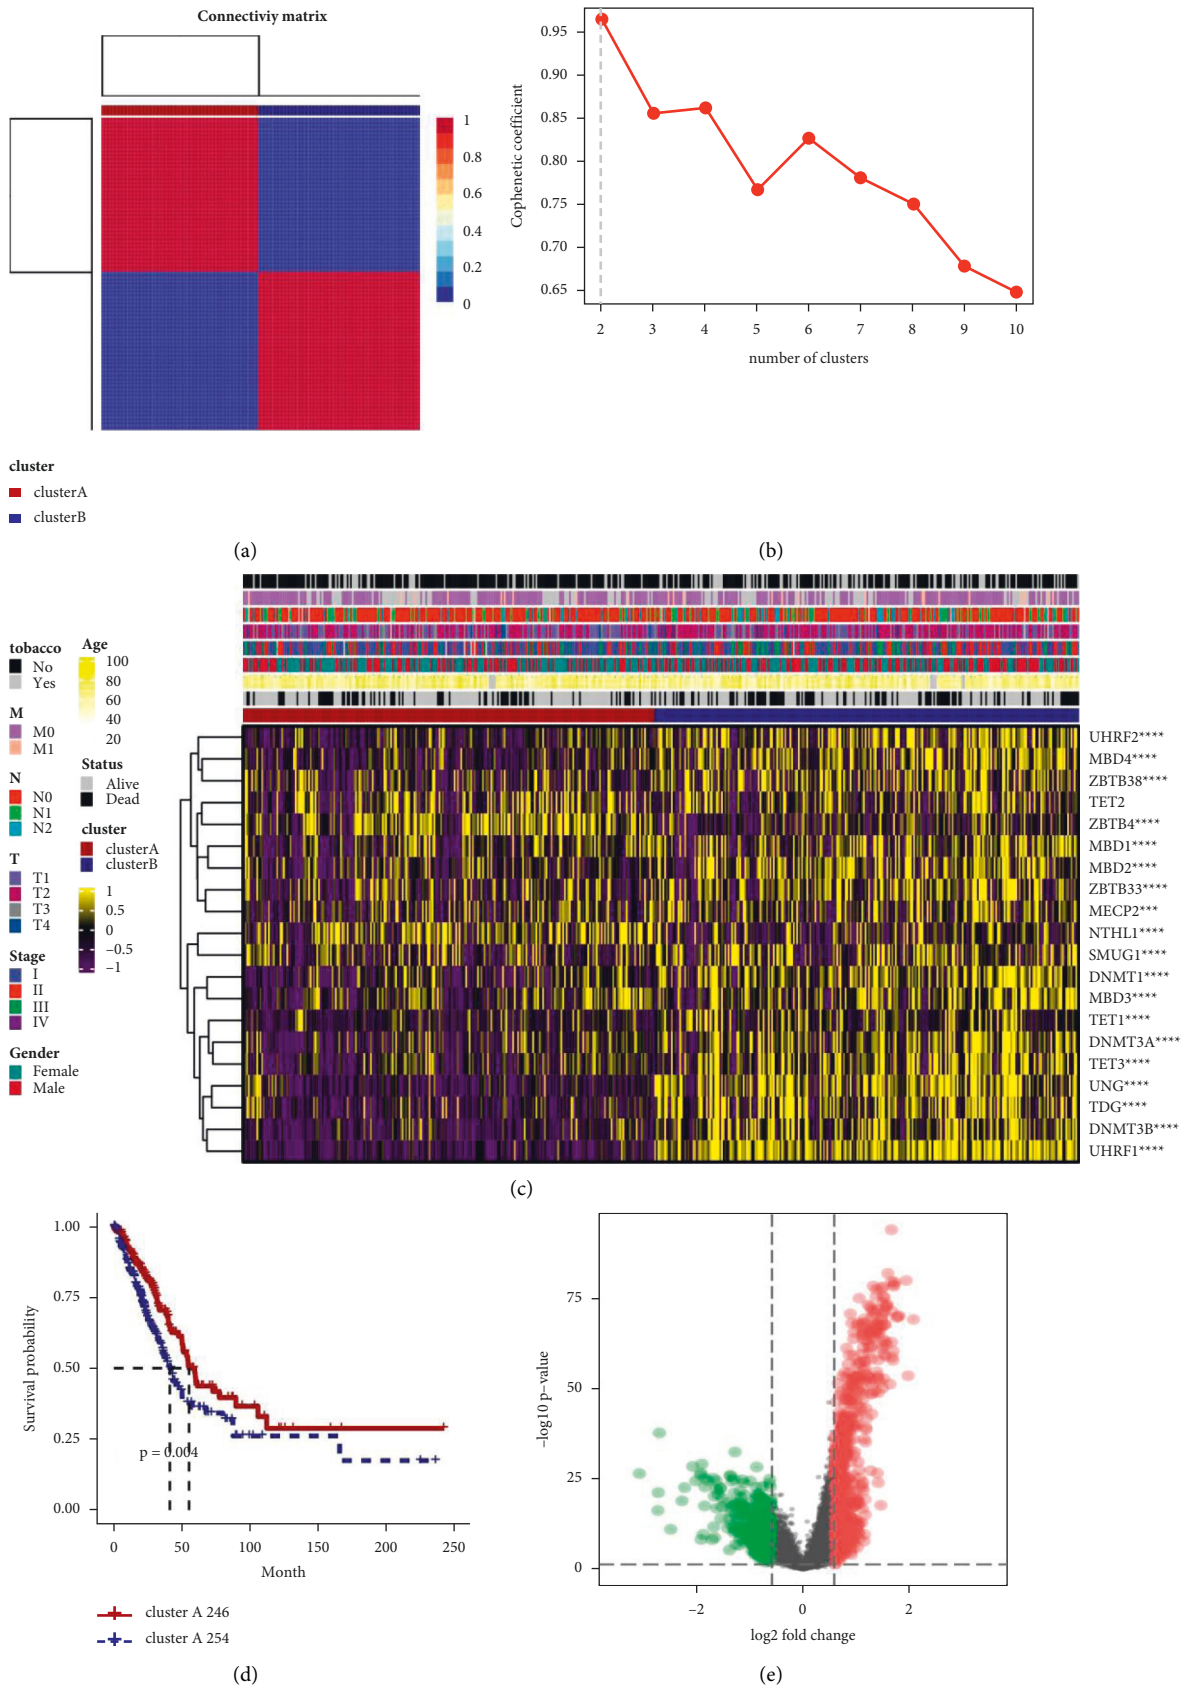 Connectiviy matrix
1
0.8
0.6
0.4
0.2
0
cluster
clusterA
clusterB
(a)
0.95
0.90
0.85
0.80
0.75
0.70
0.65
Cophenetic coefficient
2 3 4 5 6 7 8 9 10
number of clusters
(b)
tobacco
No
Yes
M
M0
M1
N
N0
N1
N2
T
T1
T2
T3
T4
Stage
I
II
III
IV
Gender
Female
Male
Age
100
80
60
40
20
Status
Alive
Dead
cluster
clusterA
clusterB
1
0.5
0
−0.5
−1
UHRF2****
MBD4****
ZBTB38****
TET2
ZBTB4****
MBD1****
MBD2****
ZBTB33****
MECP2***
NTHL1****
SMUG1****
DNMT1****
MBD3****
TET1****
DNMT3A****
TET3****
UNG****
TDG****
DNMT3B****
UHRF1****
(c)
1.00
0.75
0.50
0.25
0.00
Survival probability
p = 0.004
0 50 100 150 200 250
Month
cluster A 246
cluster A 254
(d)
75
50
25
0
−log10 p−value
−2 0 2
log2 fold change
(e)